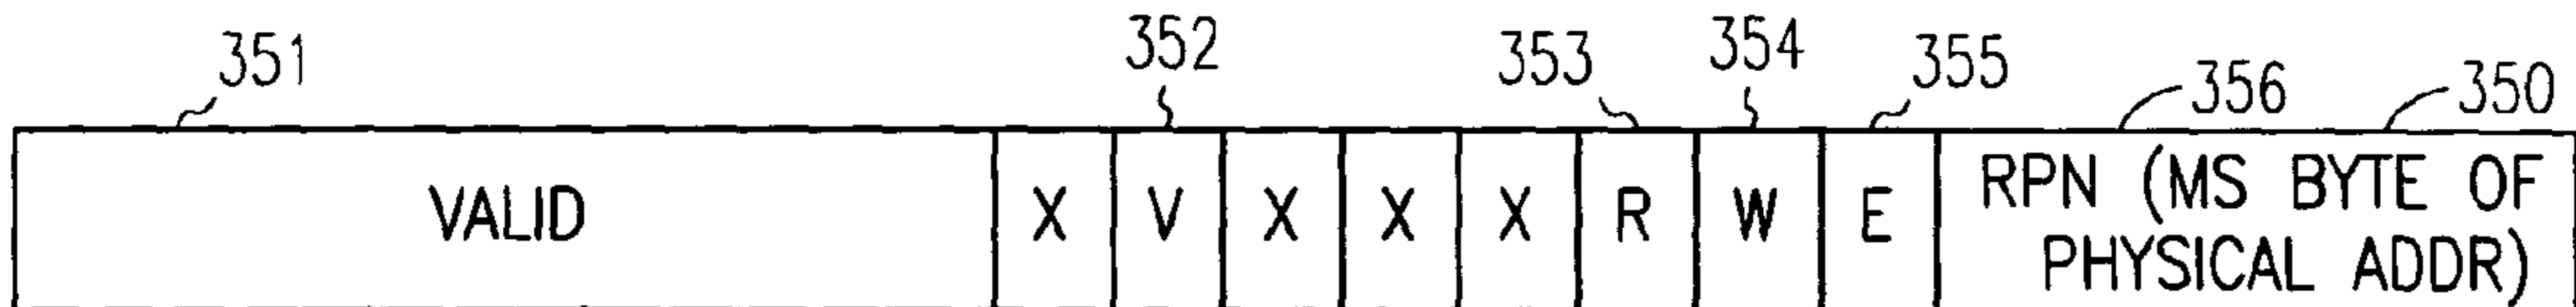 351 352 353 354 355 356 350
VALID X V X X X R W E RPN (MS BYTE OF
PHYSICAL ADDR)